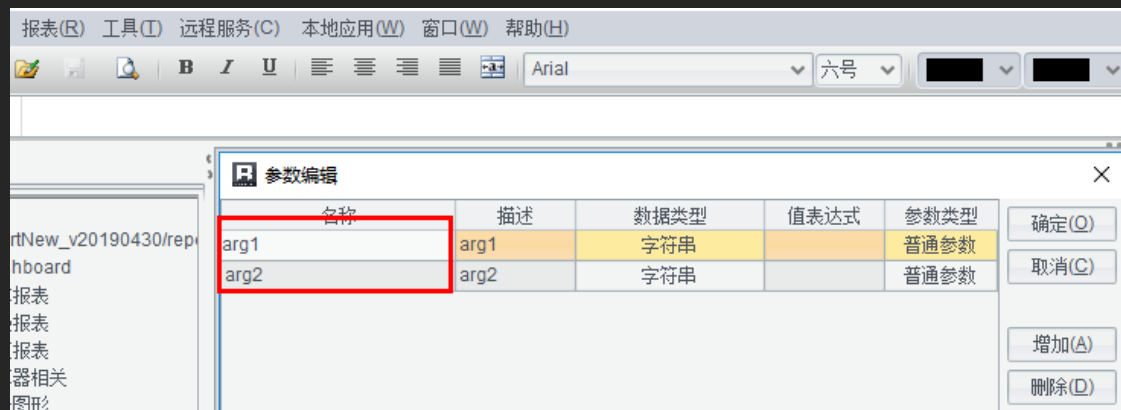 报表(R) 工具(T) 远程服务(C) 本地应用(W) 窗口(W) 帮助(H)
B I U a Arial 六号
参数编辑
名称 描述 数据类型 值表达式 参数类型 确定(O)
arg1 arg1 字符串 普通参数
arg2 arg2 字符串 普通参数 取消(C)
rtNew_v20190430/rep
hboard
报表
报表
报表
器相关
图形
增加(A)
删除(D)